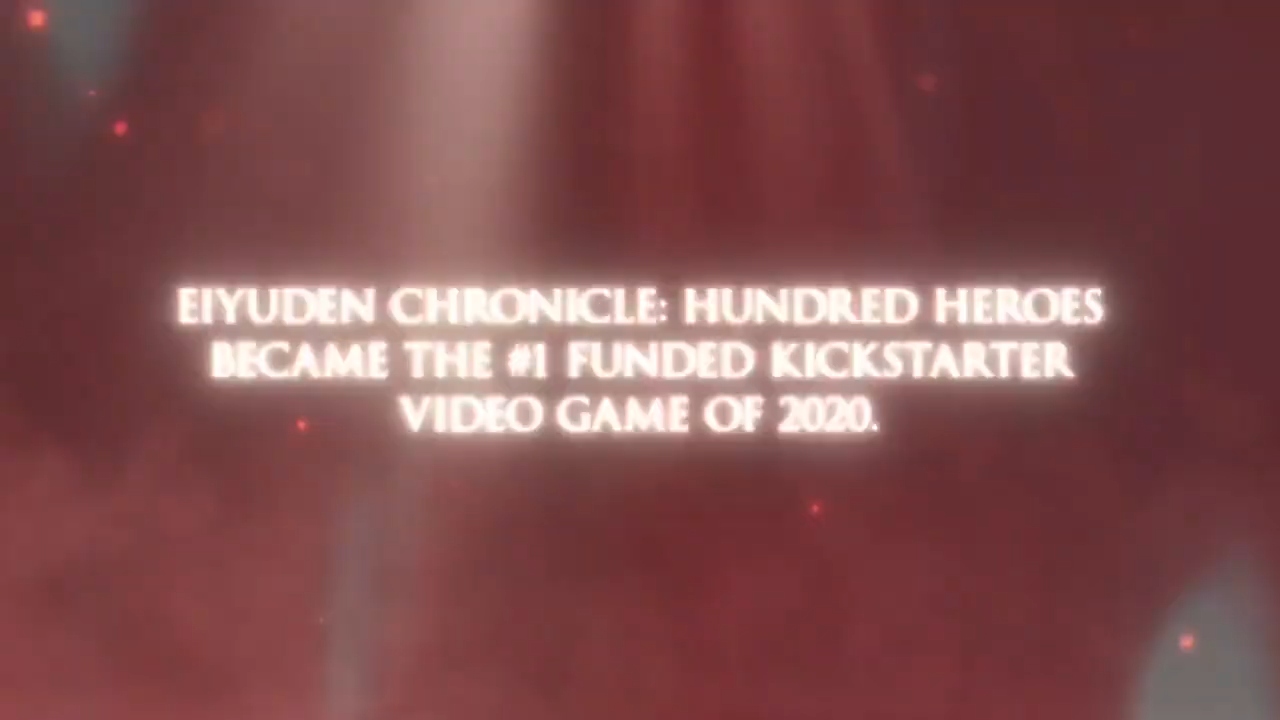 EIYUDEN CHRONICLE: HUNDRED HEROES
BECAME THE #1 FUNDED KICKSTARTER
VIDEO GAME OF 2020.